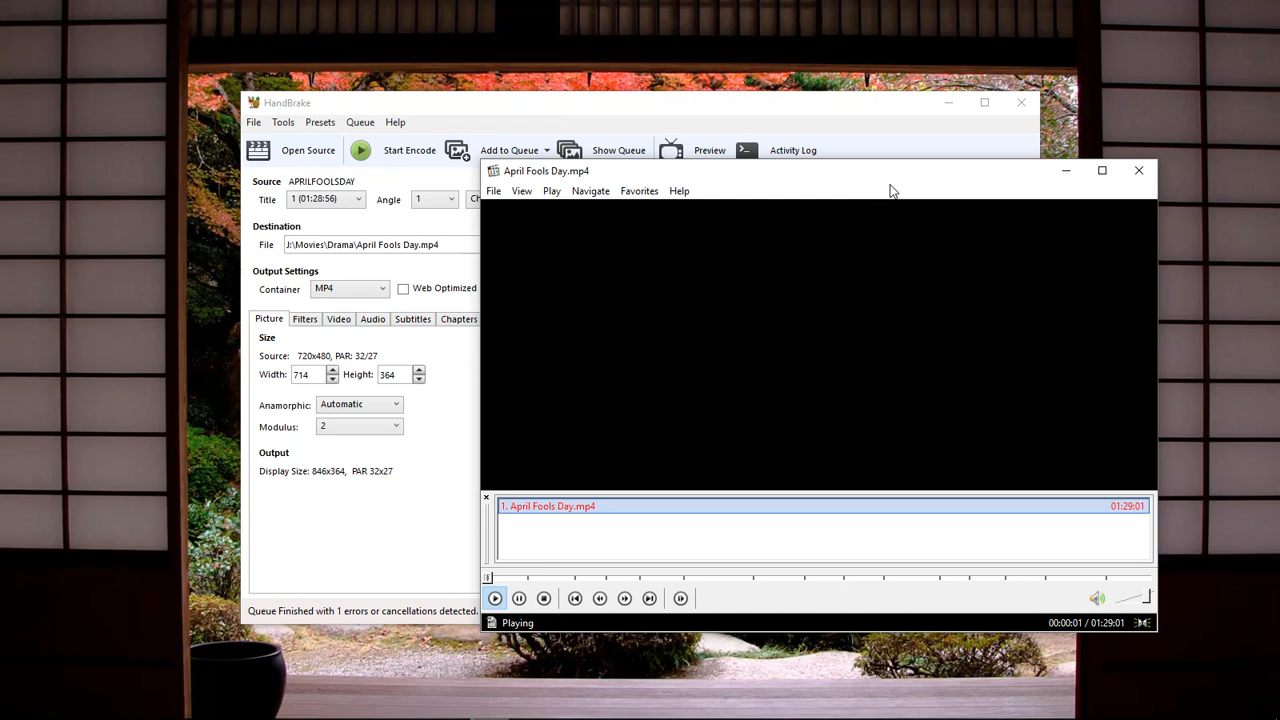 HandBrake
File Tools Presets Queue Help
Open Source Start Encode Add to Queue Show Queue Preview Activity Log
Source APRILFOOLSDAY
Title 1 (01:28:56) Angle 1 Ch
Destination
File J:\Movies\Drama\April Fools Day.mp4
Output Settings
Container MP4 Web Optimized
Picture Filters Video Audio Subtitles Chapters
Size
Source: 720x480, PAR: 32/27
Width: 714 Height: 364
Anamorphic: Automatic
Modulus: 2
Output
Display Size: 846x364, PAR 32x27
Queue Finished with 1 errors or cancellations detected.
April Fools Day.mp4
File View Play Navigate Favorites Help
1. April Fools Day.mp4 01:29:01
Playing 00:00:01 / 01:29:01